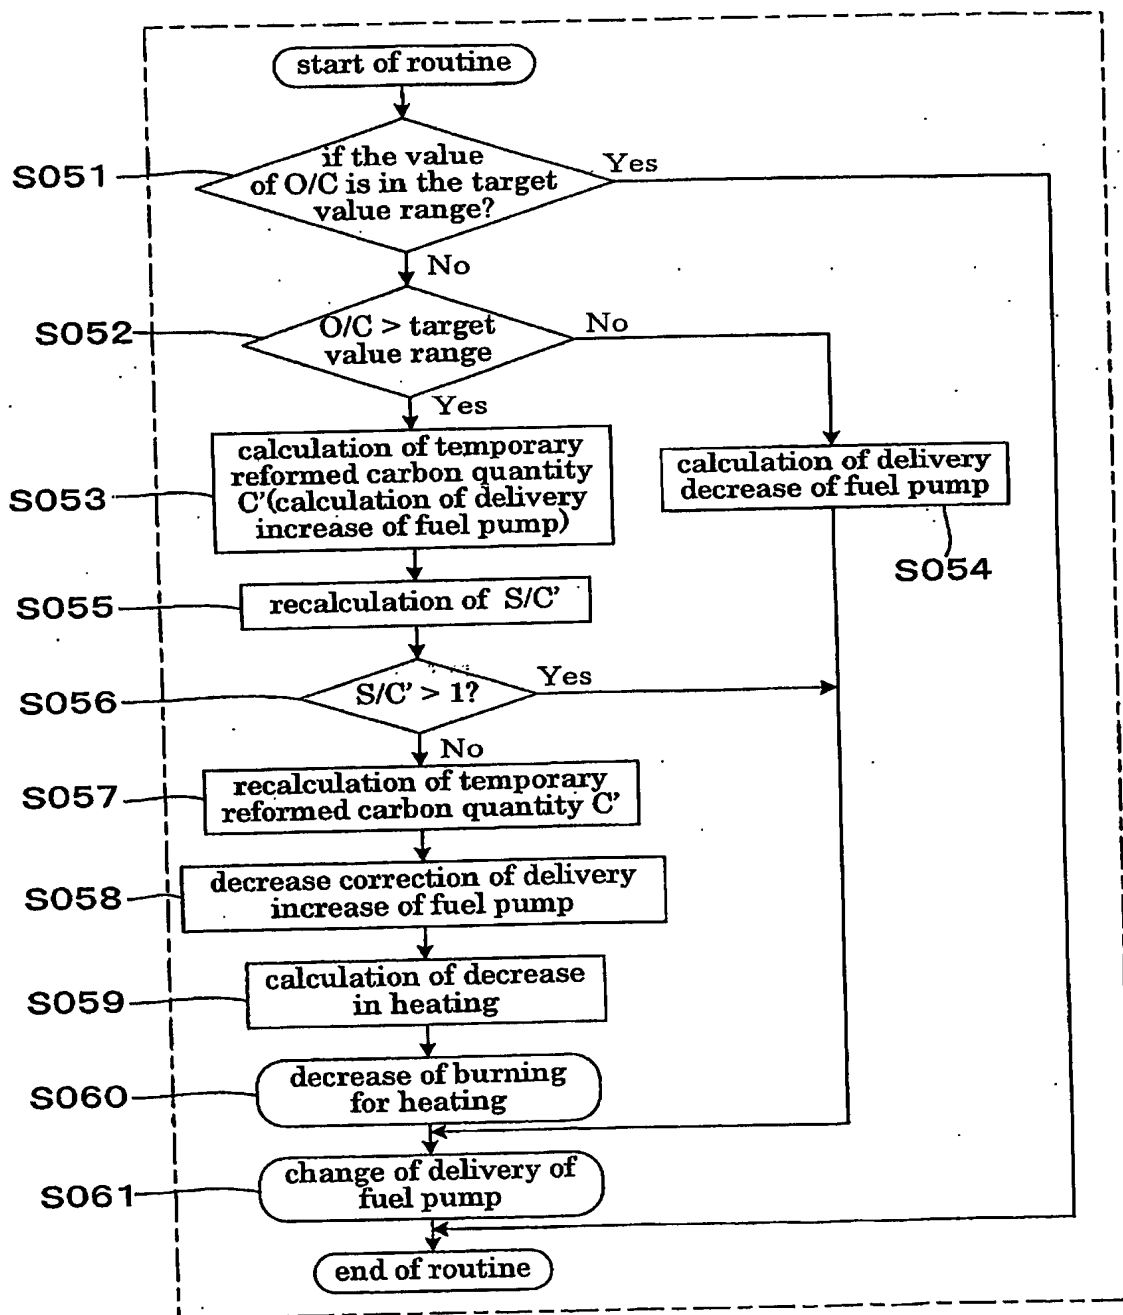 start of routine
S051
if the value
of O/C is in the target
value range?
Yes
No
S052
O/C > target
value range
No
Yes
S053
calculation of temporary
reformed carbon quantity
C'(calculation of delivery
increase of fuel pump)
calculation of delivery
decrease of fuel pump
S054
S055
recalculation of S/C'
S056
S/C' > 1?
Yes
No
S057
recalculation of temporary
reformed carbon quantity C'
S058
decrease correction of delivery
increase of fuel pump
S059
calculation of decrease
in heating
S060
decrease of burning
for heating
S061
change of delivery of
fuel pump
end of routine